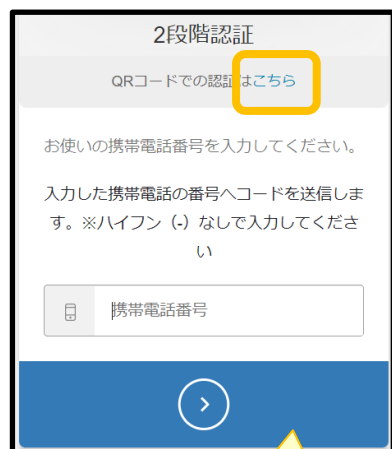 2段階認証
QRコードでの認証はこちら
お使いの携帯電話番号を入力してください。
入力した携帯電話の番号へコードを送信しま
す。※ハイフン（-）なしで入力してくださ
い
携帯電話番号